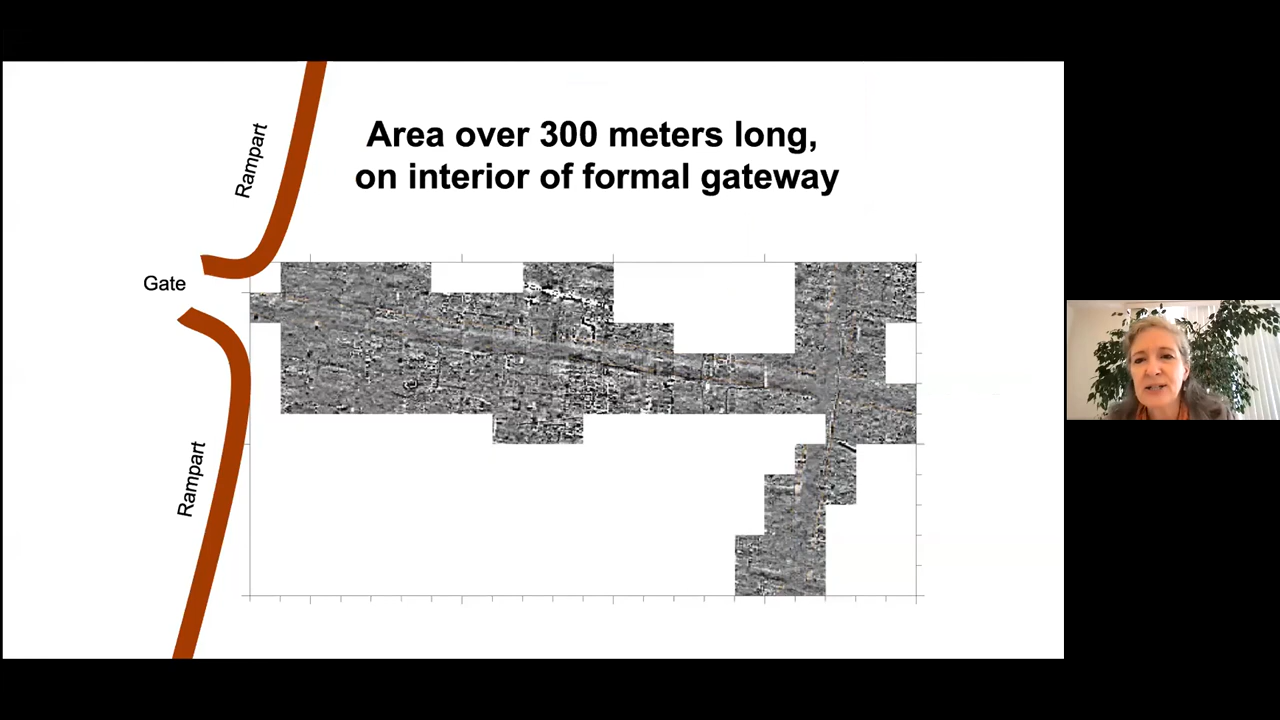 Area over 300 meters long,
on interior of formal gateway
Rampart
Gate
Rampart